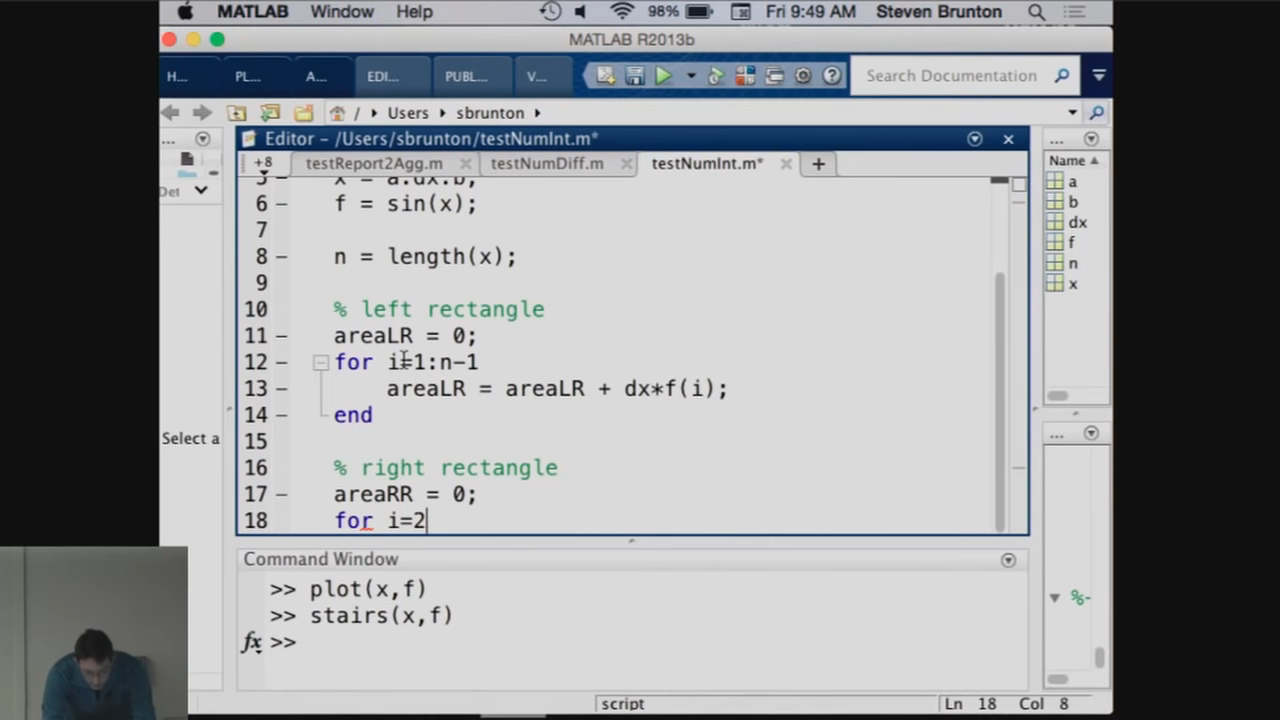 MATLAB Window Help 98% Fri 9:49 AM Steven Brunton
MATLAB R2013b
H... PL... A... EDI... PUBL... V... Search Documentation
/ Users sbrunton
... Editor – /Users/sbrunton/testNumInt.m* ...
+8 testReport2Agg.m testNumDiff.m testNumInt.m* + Name
Det
5 x = a:dx:b;
6 f = sin(x);
7
8 n = length(x);
9
10 % left rectangle
11 areaLR = 0;
12 for i=1:n-1
13 areaLR = areaLR + dx*f(i);
14 end
15
16 % right rectangle
17 areaRR = 0;
18 for i=2
a
b
dx
f
n
x
Select a
...
%-
Command Window
>> plot(x,f)
>> stairs(x,f)
fx >>
script Ln 18 Col 8